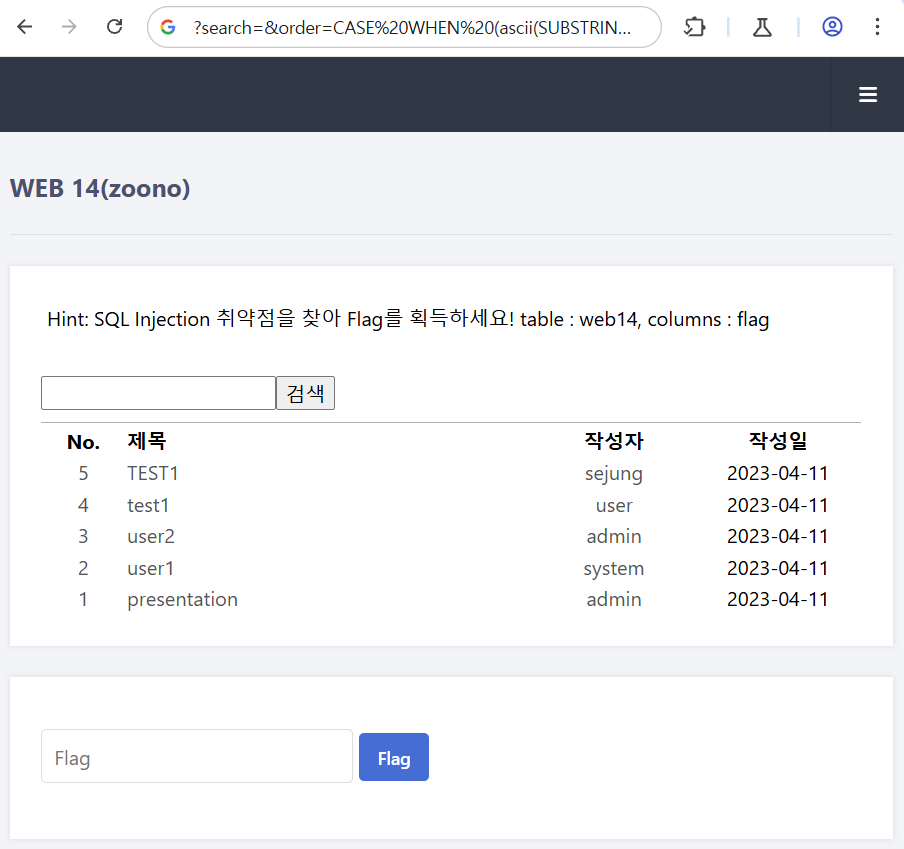 ?search=&order=CASE%20WHEN%20(ascii(SUBSTRIN...
WEB 14(zoono)
Hint: SQL Injection 취약점을 찾아 Flag를 획득하세요! table : web14, columns : flag
검색
No. 제목 작성자 작성일
5 TEST1 sejung 2023-04-11
4 test1 user 2023-04-11
3 user2 admin 2023-04-11
2 user1 system 2023-04-11
1 presentation admin 2023-04-11
Flag Flag